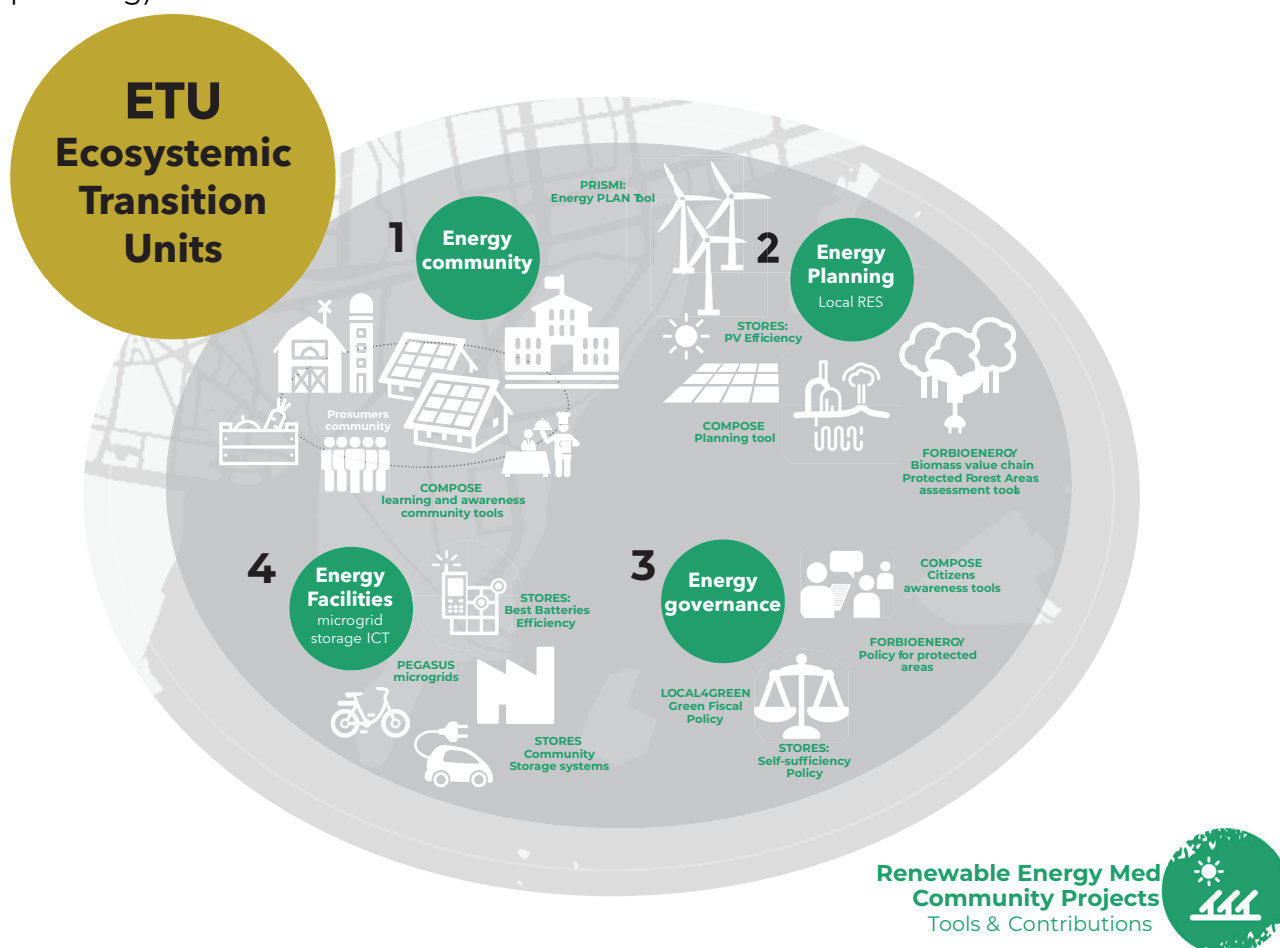 ETU
Ecosystemic
Transition
Units
1
Energy
community
PRISMI:
Energy PLAN Tool
2
Energy
Planning
Local RES
STORES:
PV Efficiency
Prosumers
community
COMPOSE
Planning tool
COMPOSE
learning and awareness
community tools
FORBIOENERGY
Biomass value chain
Protected Forest Areas
assessment tools
4
Energy
Facilities
microgrid
storage ICT
STORES:
Best Batteries
Efficiency
PEGASUS
microgrids
STORES
Community
Storage systems
3
Energy
governance
COMPOSE
Citizens
awareness tools
FORBIOENERGY
Policy for protected
areas
LOCAL4GREEN
Green Fiscal
Policy
STORES:
Self-sufficiency
Policy
Renewable Energy Med
Community Projects
Tools & Contributions